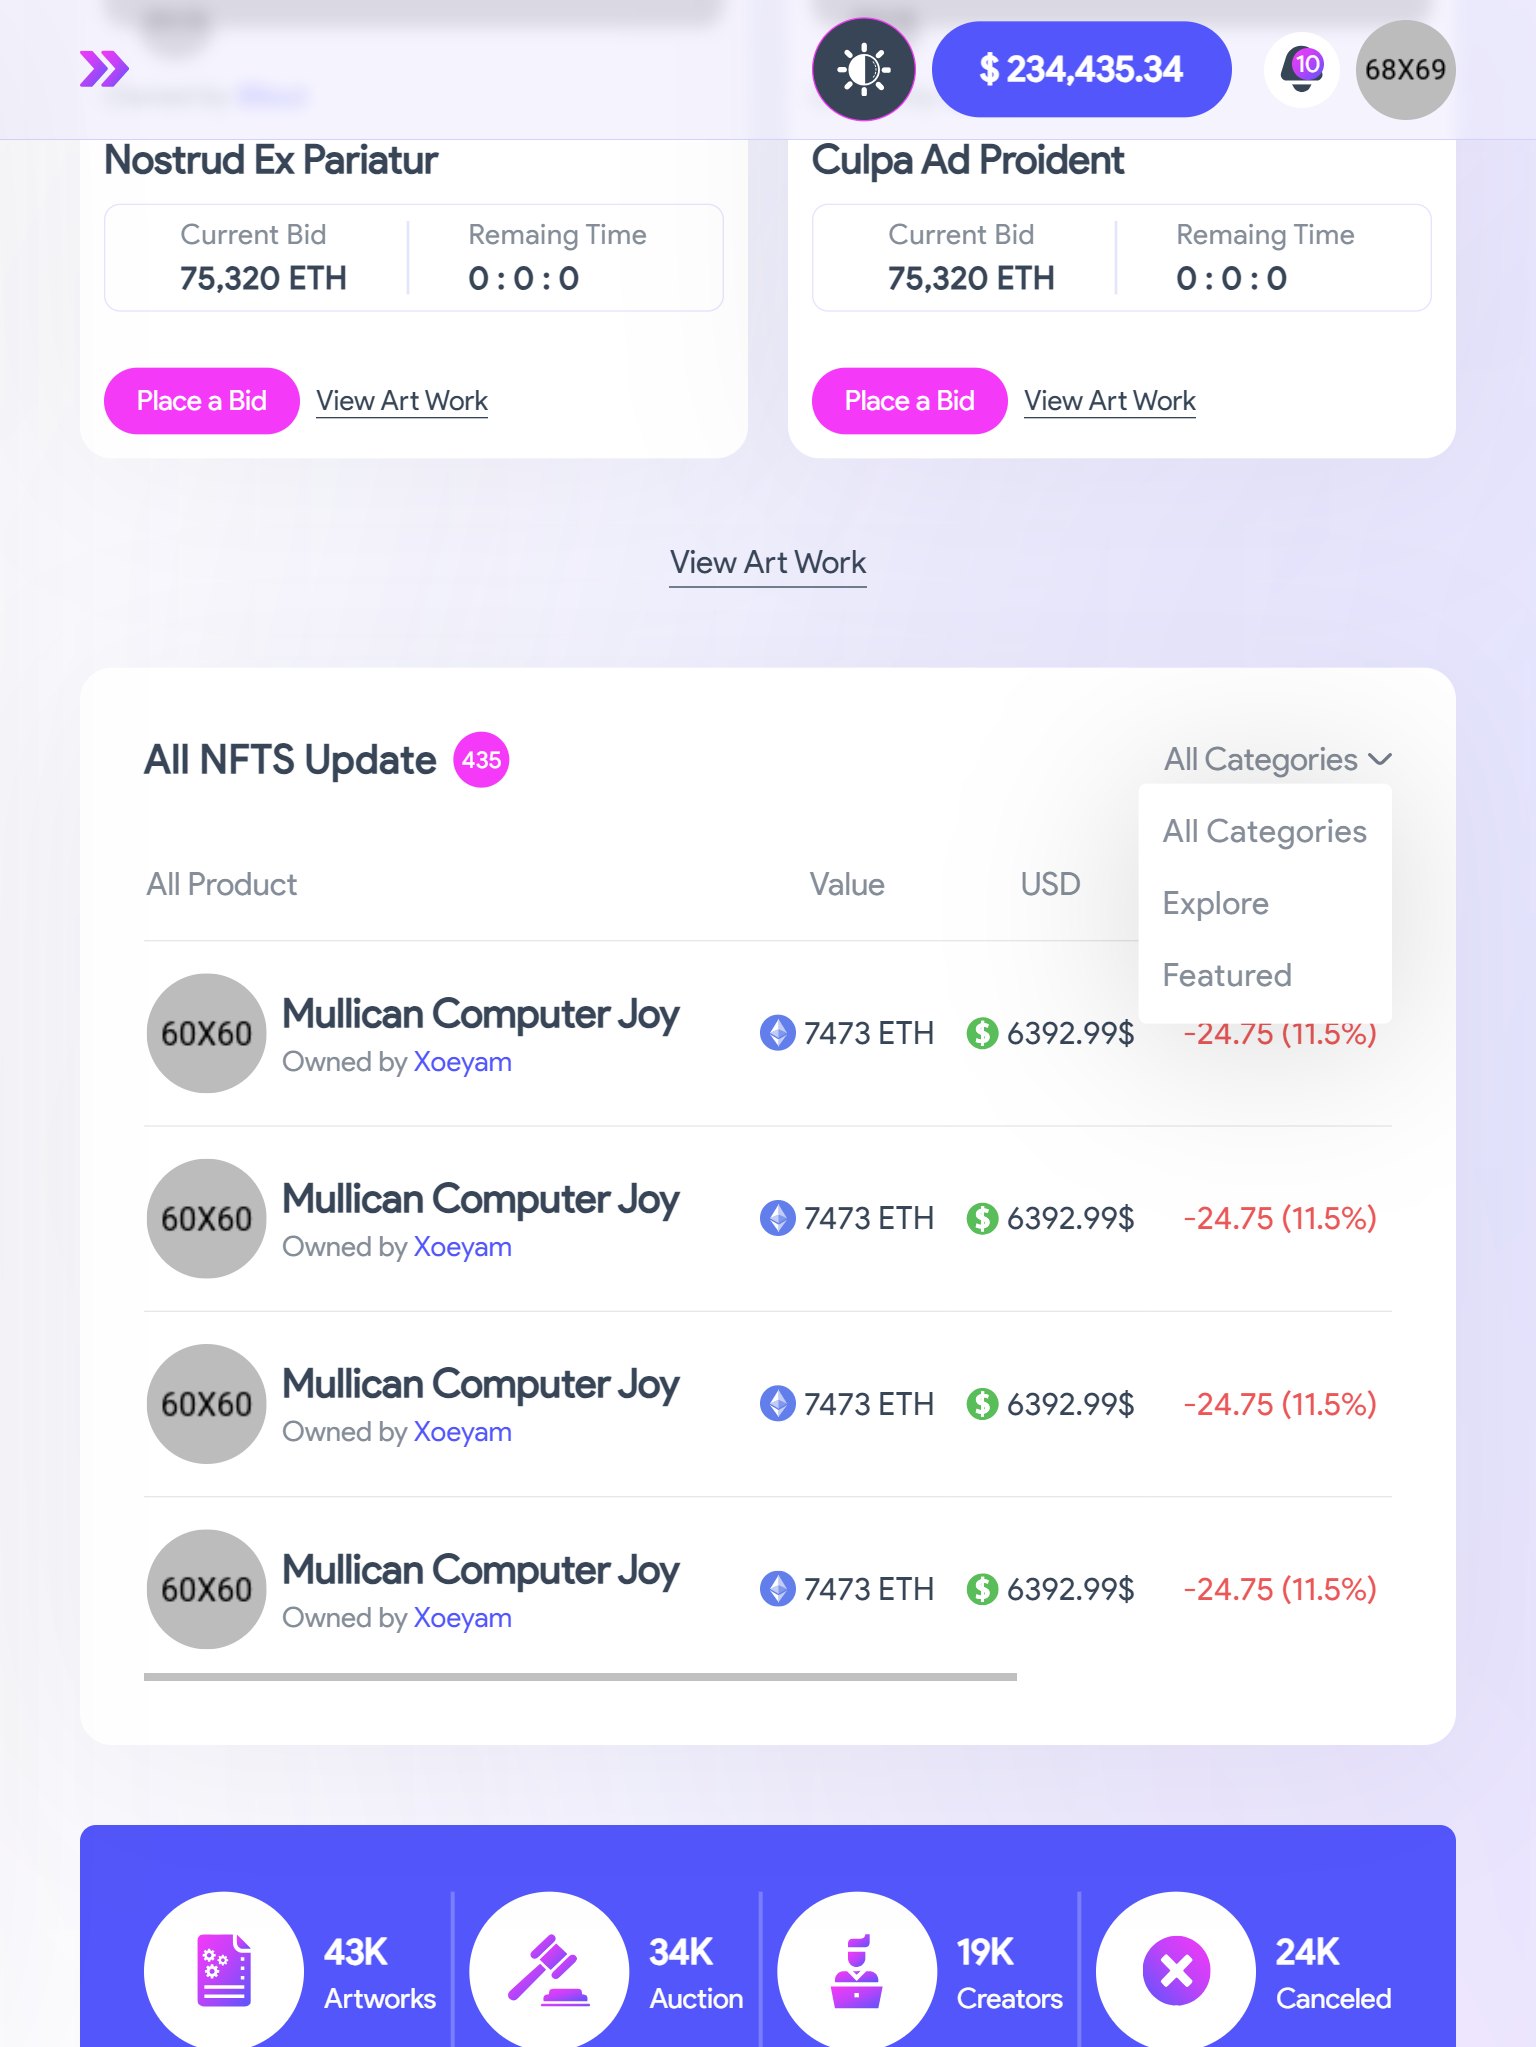 $ 234,435.34
10
68X69
Nostrud Ex Pariatur
Current Bid
75,320 ETH
Remaing Time
0 : 0 : 0
Place a Bid
View Art Work
Culpa Ad Proident
Current Bid
75,320 ETH
Remaing Time
0 : 0 : 0
Place a Bid
View Art Work
View Art Work
All NFTS Update
435
All Categories
All Categories
Explore
Featured
All Product
Value
USD
60X60
Mullican Computer Joy
Owned by Xoeyam
7473 ETH
6392.99$
-24.75 (11.5%)
60X60
Mullican Computer Joy
Owned by Xoeyam
7473 ETH
6392.99$
-24.75 (11.5%)
60X60
Mullican Computer Joy
Owned by Xoeyam
7473 ETH
6392.99$
-24.75 (11.5%)
60X60
Mullican Computer Joy
Owned by Xoeyam
7473 ETH
6392.99$
-24.75 (11.5%)
43K
Artworks
34K
Auction
19K
Creators
24K
Canceled